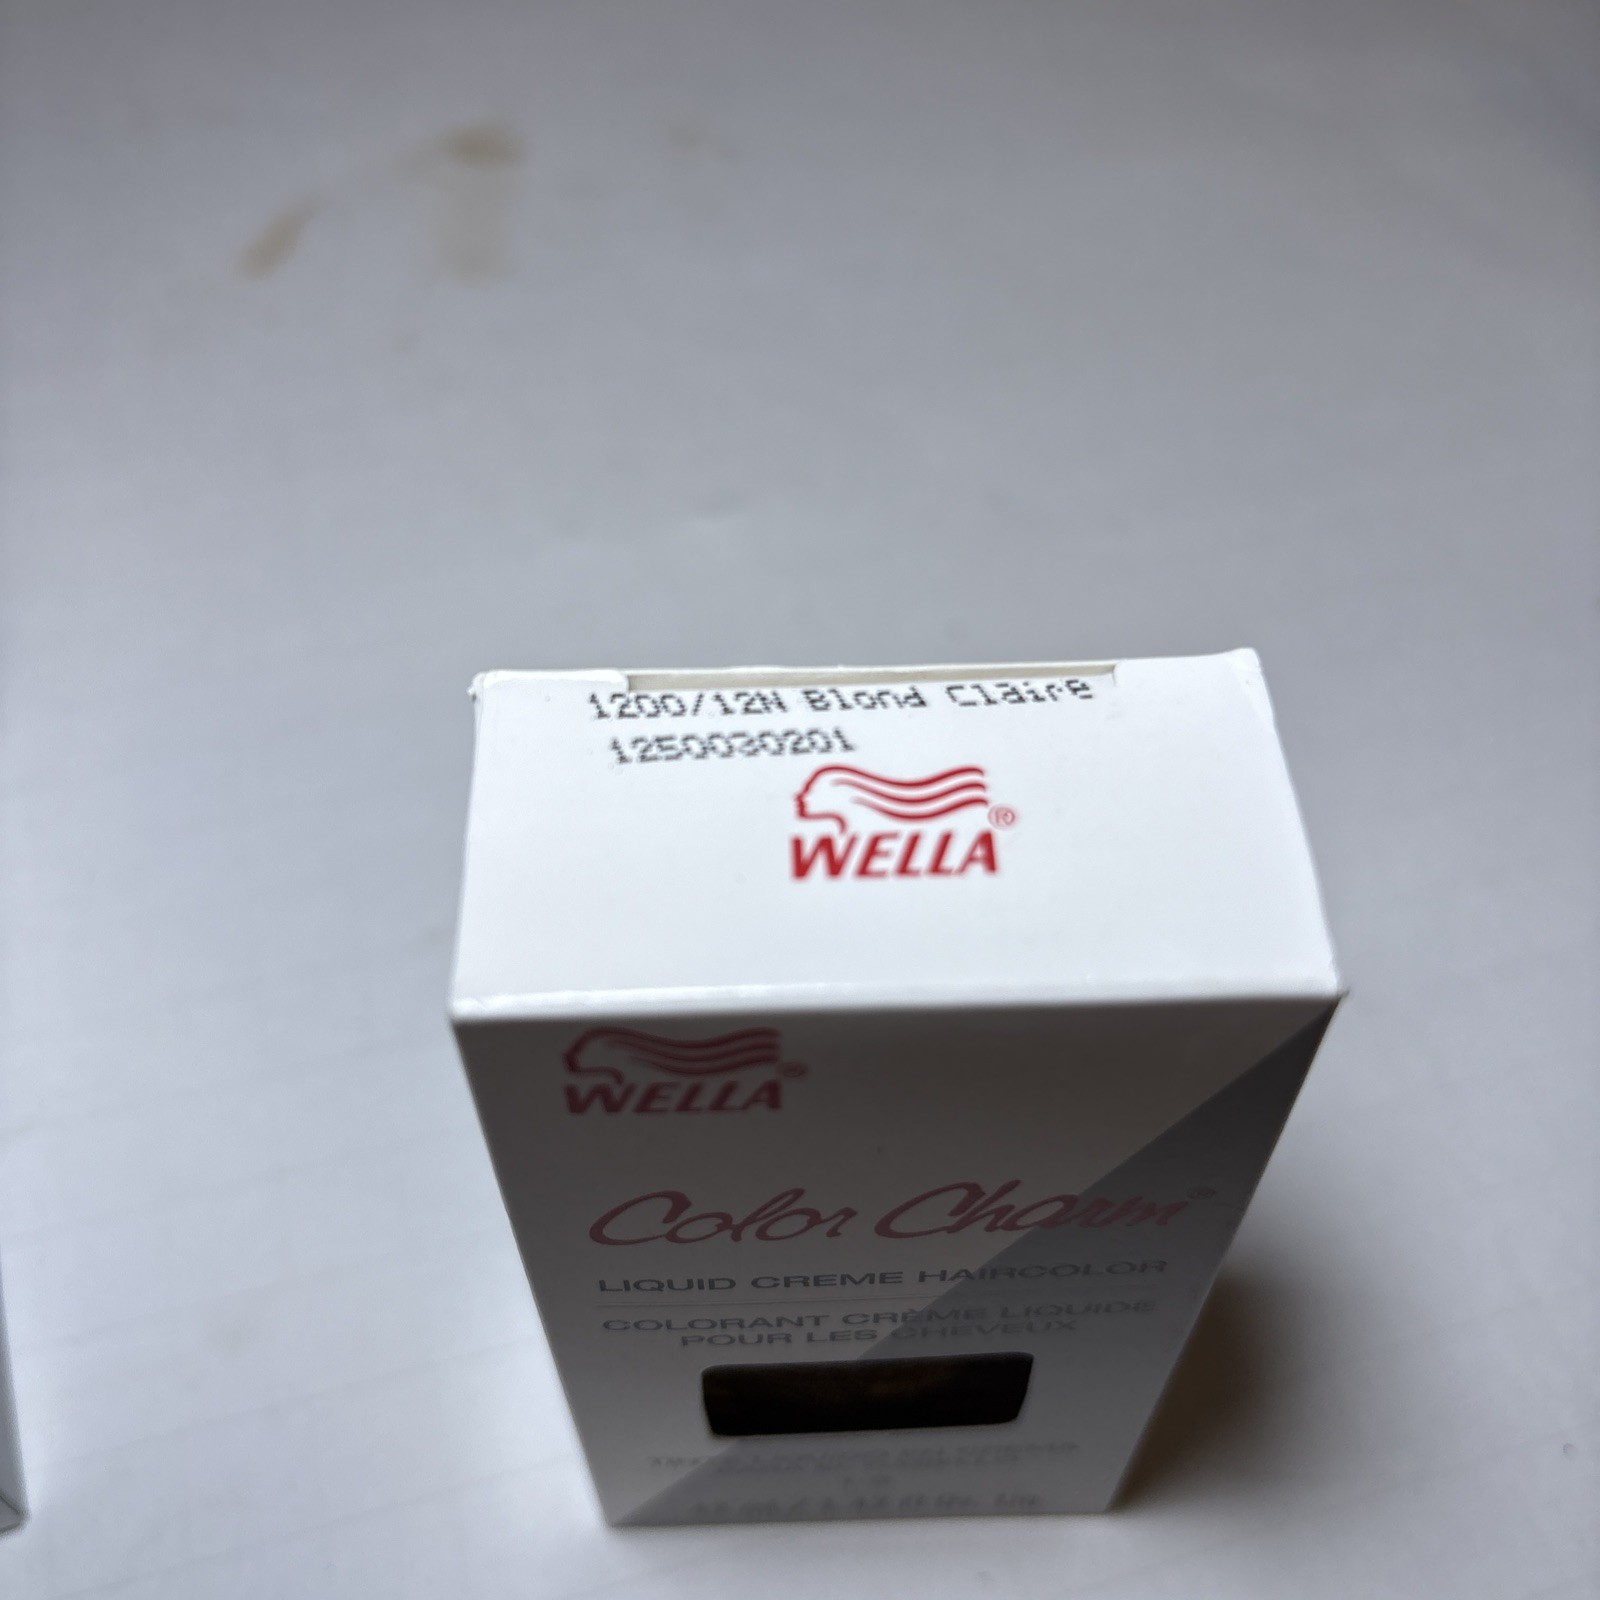 1200/12N Blond Claire
1250030201
WELLA®
WELLA®
Color Charm®
LIQUID CREME HAIRCOLOR
COLORANT CRÈME LIQUIDE
POUR LES CHEVEUX